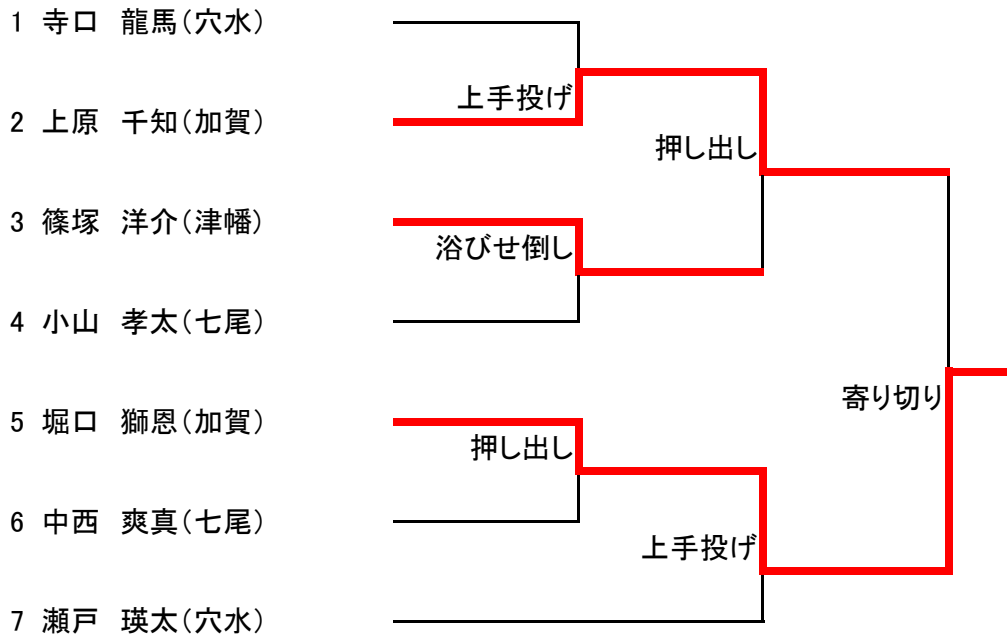 1 寺口 龍馬(穴水)
上手投げ
2 上原 千知(加賀)
押し出し
3 篠塚 洋介(津幡)
浴びせ倒し
4 小山 孝太(七尾)
寄り切り
5 堀口 獅恩(加賀)
押し出し
6 中西 爽真(七尾)
上手投げ
7 瀬戸 瑛太(穴水)